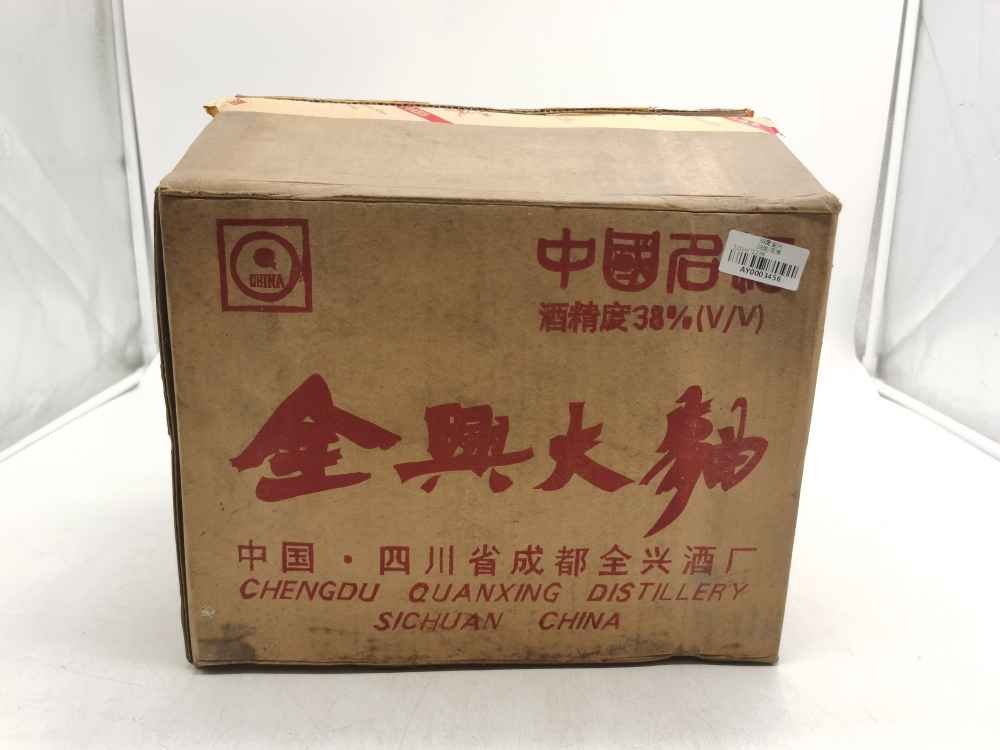 CHINA
中國名
酒精度38%(V/V)
AY0003456
全興大麯
中国·四川省成都全兴酒厂
CHENGDU QUANXING DISTILLERY
SICHUAN CHINA